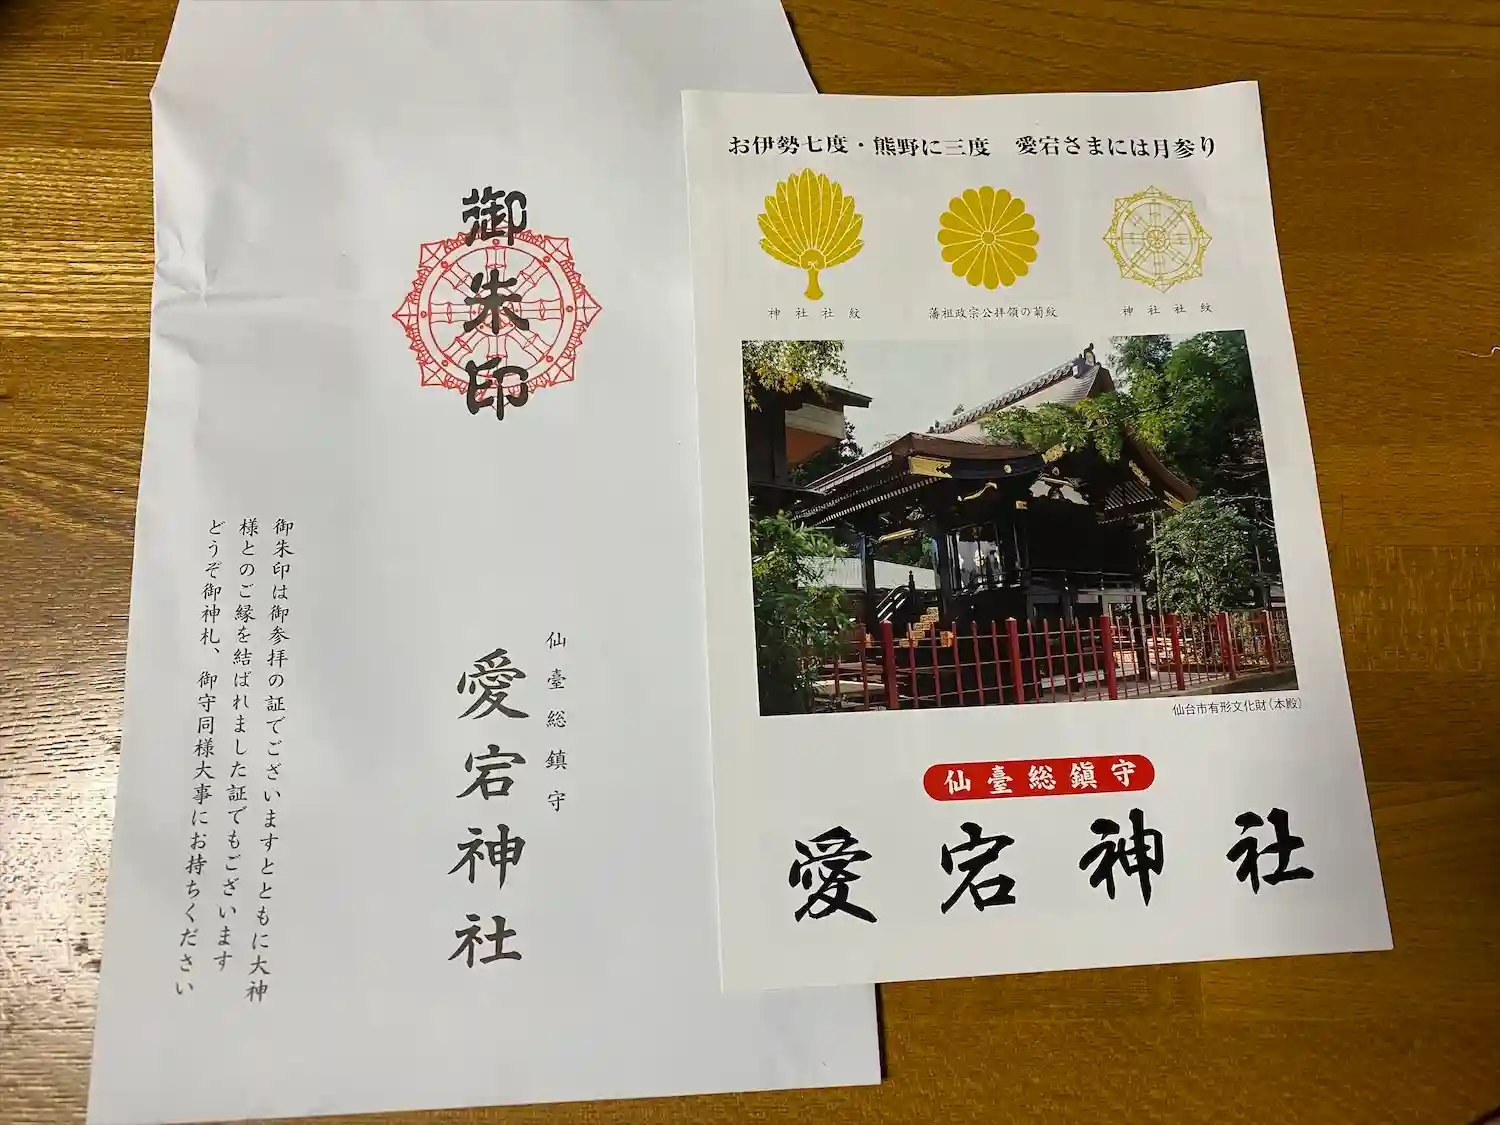 御朱印
仙臺総鎮守
愛宕神社
御朱印は御参拝の証でございますとともに大神
様とのご縁を結ばれました証でもございます
どうぞ御神札、御守同様大事にお持ちください
お伊勢七度・熊野に三度　愛宕さまには月参り
神社社紋
藩祖政宗公拝領の菊紋
神社社紋
仙台市有形文化財(本殿)
仙臺総鎮守
愛宕神社